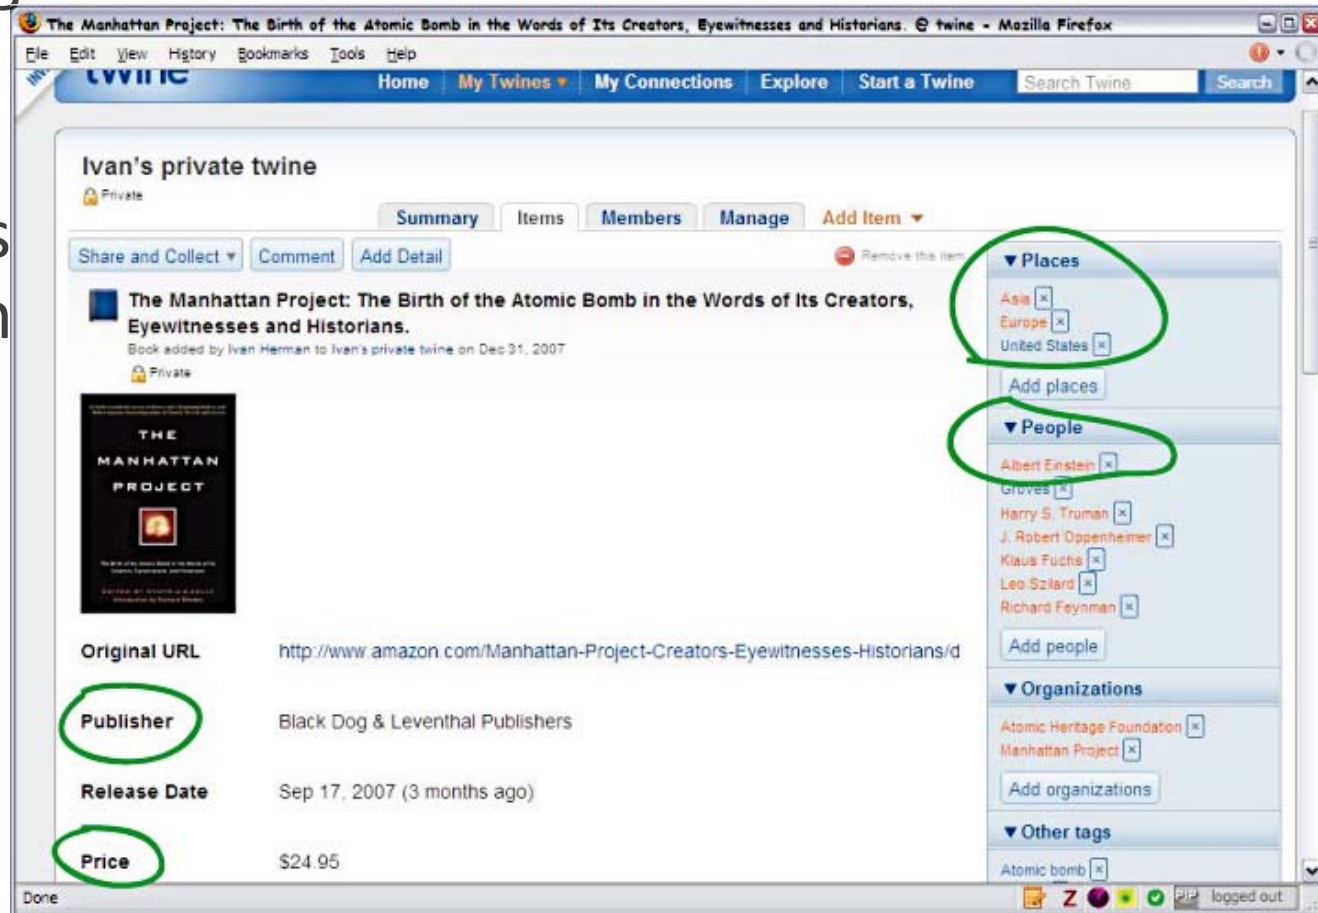 The Manhattan Project: The Birth of the Atomic Bomb in the Words of Its Creators, Eyewitnesses and Historians. @ twine - Mozilla Firefox
File Edit View History Bookmarks Tools Help
twine
Home My Twines My Connections Explore Start a Twine Search Twine Search
Ivan's private twine
Private
Summary Items Members Manage Add Item
Share and Collect Comment Add Detail Remove this item
The Manhattan Project: The Birth of the Atomic Bomb in the Words of Its Creators,
Eyewitnesses and Historians.
Book added by Ivan Herman to Ivan's private twine on Dec 31, 2007
Private
THE
MANHATTAN
PROJECT
Original URL http://www.amazon.com/Manhattan-Project-Creators-Eyewitnesses-Historians/d
Publisher Black Dog & Leventhal Publishers
Release Date Sep 17, 2007 (3 months ago)
Price $24.95
Places
Asia
Europe
United States
Add places
People
Albert Einstein
Groves
Harry S. Truman
J. Robert Oppenheimer
Klaus Fuchs
Leo Szilard
Richard Feynman
Add people
Organizations
Atomic Heritage Foundation
Manhattan Project
Add organizations
Other tags
Atomic bomb
Done Z PIP logged out